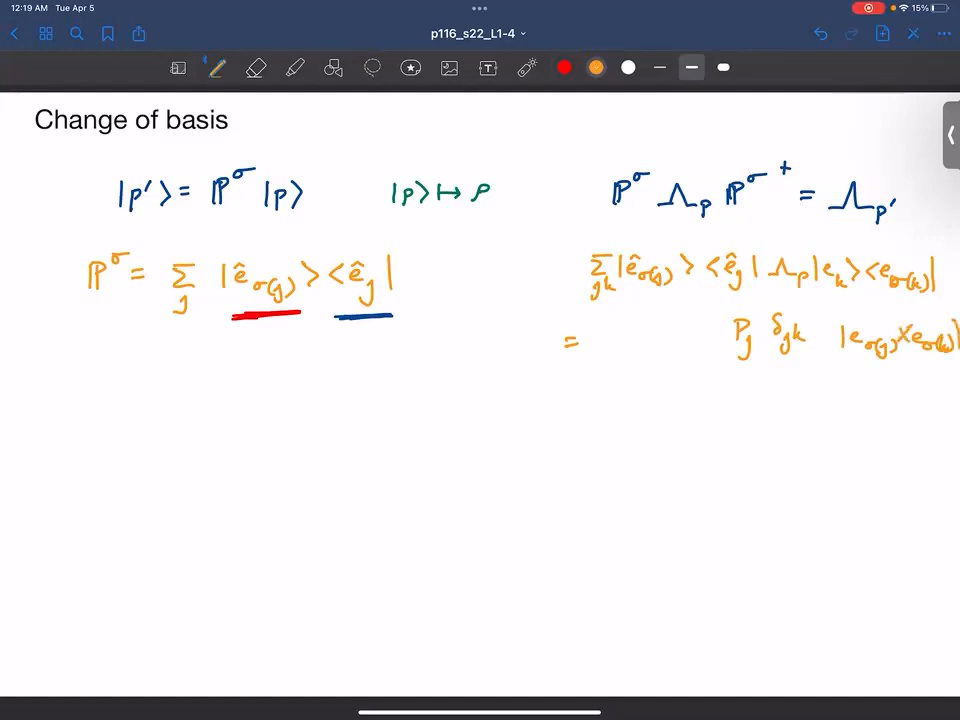 12:19 AM Tue Apr 5 15%
p116_s22_L1-4
Change of basis
|p'> = ℙ^σ |p> |p> ↦ ρ ℙ^σ Λ_p ℙ^σ † = Λ_p'
ℙ^σ = Σ_j |ê_σ(j)> <ê_j| Σ_jk |ê_σ(j)> <ê_j| Λ_p |e_k> <e_σ(k)|
= P_j δ_jk |e_σ(j)><e_σ(k)|